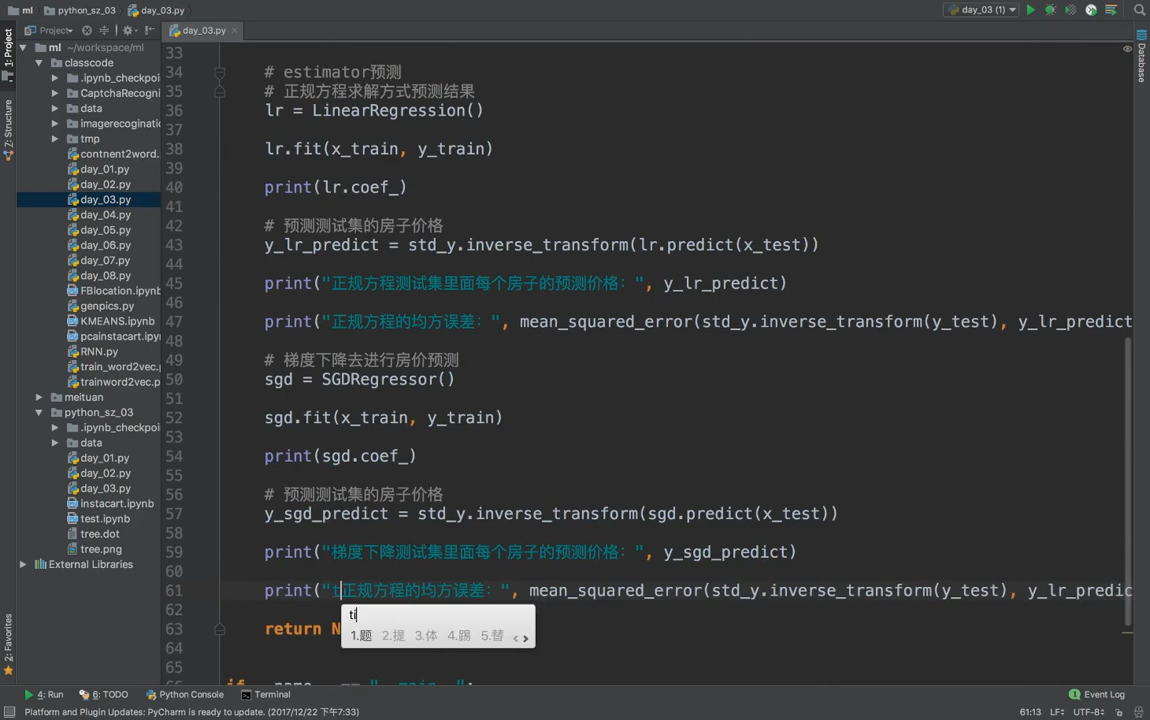 ml
python_sz_03
day_03.py
day_03 (1)
Project
day_03.py
1: Project
Z: Structure
2: Favorites
Database
ml ~/workspace/ml
classcode
.ipynb_checkpoi
CaptchaRecogni
data
imagerecoginatio
tmp
contnent2word.
day_01.py
day_02.py
day_03.py
day_04.py
day_05.py
day_06.py
day_07.py
day_08.py
FBlocation.ipynb
genpics.py
KMEANS.ipynb
pcainstacart.ipyn
RNN.py
train_word2vec.p
trainword2vec.p
meituan
python_sz_03
.ipynb_checkpoi
data
day_01.py
day_02.py
day_03.py
instacart.ipynb
test.ipynb
tree.dot
tree.png
External Libraries
33
34 # estimator预测
35 # 正规方程求解方式预测结果
36 lr = LinearRegression()
37
38 lr.fit(x_train, y_train)
39
40 print(lr.coef_)
41
42 # 预测测试集的房子价格
43 y_lr_predict = std_y.inverse_transform(lr.predict(x_test))
44
45 print("正规方程测试集里面每个房子的预测价格：", y_lr_predict)
46
47 print("正规方程的均方误差：", mean_squared_error(std_y.inverse_transform(y_test), y_lr_predict
48
49 # 梯度下降去进行房价预测
50 sgd = SGDRegressor()
51
52 sgd.fit(x_train, y_train)
53
54 print(sgd.coef_)
55
56 # 预测测试集的房子价格
57 y_sgd_predict = std_y.inverse_transform(sgd.predict(x_test))
58
59 print("梯度下降测试集里面每个房子的预测价格：", y_sgd_predict)
60
61 print("t正规方程的均方误差：", mean_squared_error(std_y.inverse_transform(y_test), y_lr_predic
62
ti
1.题 2.提 3.体 4.踢 5.替
63 return N
64
65
4: Run
6: TODO
Python Console
Terminal
Event Log
Platform and Plugin Updates: PyCharm is ready to update. (2017/12/22 下午7:33)
61:13
LF
UTF-8